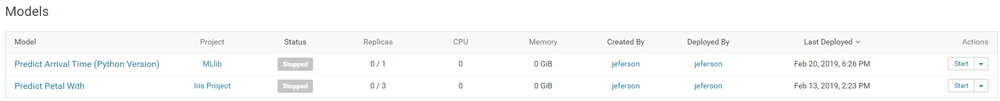 Models
Model Project Status Replicas CPU Memory Created By Deployed By Last Deployed Actions
Predict Arrival Time (Python Version) MLlib Stopped 0 / 1 0 0 GiB jeferson jeferson Feb 20, 2019, 6:26 PM Start
Predict Petal With Iris Project Stopped 0 / 3 0 0 GiB jeferson jeferson Feb 13, 2019, 2:23 PM Start